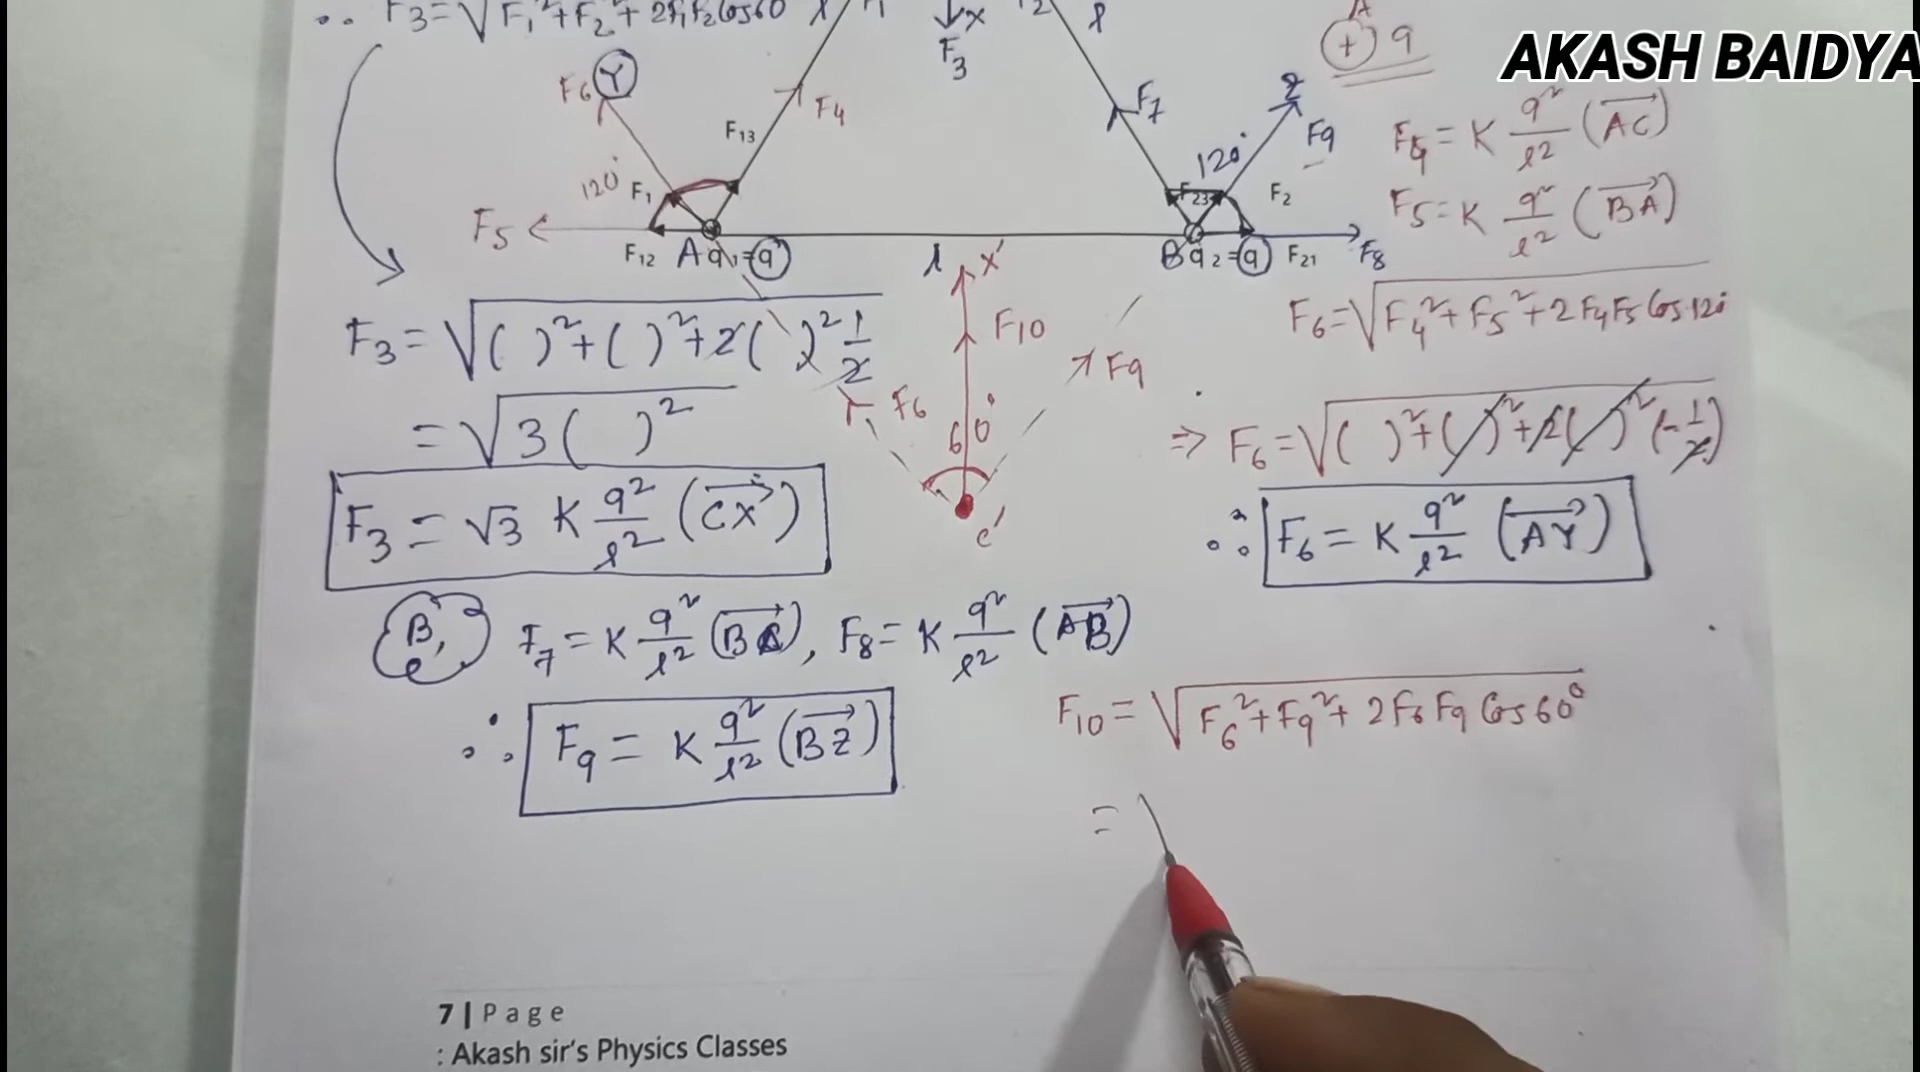 ∴ F₃ = √(F₁² + F₂² + 2F₁F₂ Cos60
l
F₁
x
F₃
l
A
(+) q
AKASH BAIDYA
F₆ Y
F₄
F₁₃
F₇
Z
F₉
120°
F₄ = K q²/l² (AC→)
120°
F₁
F₂₃
F₂
F₅ = K q²/l² (BA→)
F₅
F₁₂ A q₁ = q
l
x'
B q₂ = q F₂₁ F₈
F₁₀
F₆ = √(F₄² + F₅² + 2F₄F₅ Cos120°
F₃ = √(( )² + ( )² + 2( )² 1/2
F₉
F₆
60°
= √(3( )²
⇒ F₆ = √(( )² + ( )² + 2( )² (-1/2)
F₃ = √3 K q²/l² (CX→)
c'
∴ F₆ = K q²/l² (AY→)
B, F₇ = K q²/l² (BC→), F₈ = K q²/l² (AB→)
∴ F₉ = K q²/l² (BZ→)
F₁₀ = √(F₆² + F₉² + 2F₆F₉ Cos60°
=
7 | Page
: Akash sir's Physics Classes